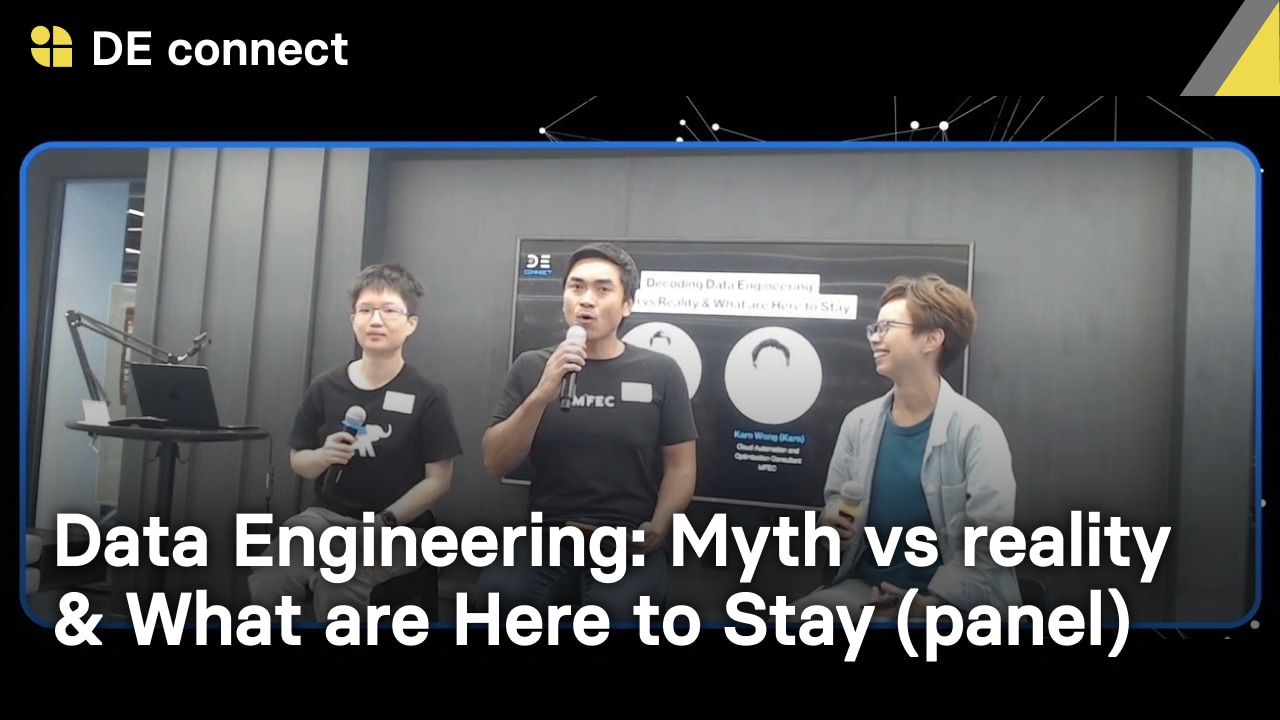 DE connect
DE
CONNECT
Decoding Data Engineering
vs Reality & What are Here to Stay
MFEC
Karn Wong (Karn)
Cloud Automation and
Optimization Consultant
MFEC
Data Engineering: Myth vs reality
& What are Here to Stay (panel)